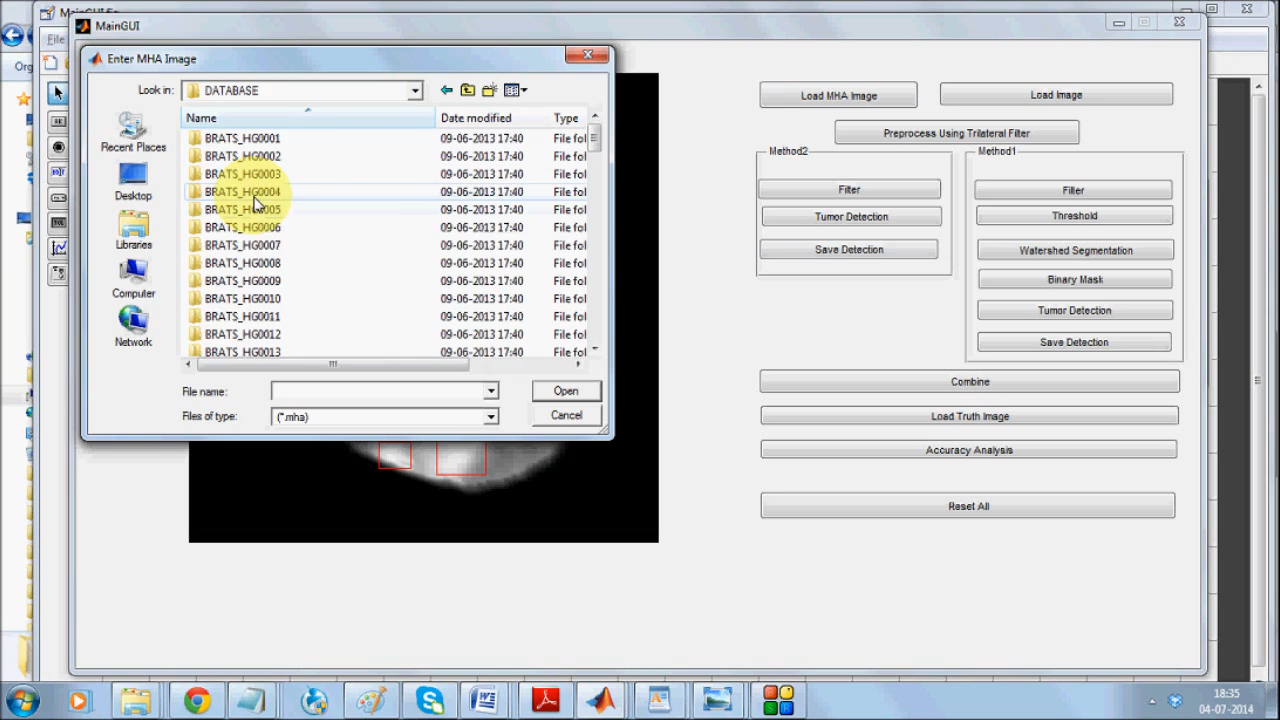 MainGUI
File
Org
Enter MHA Image
Look in: DATABASE
Name Date modified Type
BRATS_HG0001 09-06-2013 17:40 File fol
BRATS_HG0002 09-06-2013 17:40 File fol
BRATS_HG0003 09-06-2013 17:40 File fol
BRATS_HG0004 09-06-2013 17:40 File fol
BRATS_HG0005 09-06-2013 17:40 File fol
BRATS_HG0006 09-06-2013 17:40 File fol
BRATS_HG0007 09-06-2013 17:40 File fol
BRATS_HG0008 09-06-2013 17:40 File fol
BRATS_HG0009 09-06-2013 17:40 File fol
BRATS_HG0010 09-06-2013 17:40 File fol
BRATS_HG0011 09-06-2013 17:40 File fol
BRATS_HG0012 09-06-2013 17:40 File fol
BRATS_HG0013 09-06-2013 17:40 File fol
Recent Places
Desktop
Libraries
Computer
Network
File name:
Open
Files of type: (*.mha)
Cancel
Load MHA Image
Load Image
Preprocess Using Trilateral Filter
Method2
Filter
Tumor Detection
Save Detection
Method1
Filler
Threshold
Watershed Segmentation
Binary Mask
Tumor Detection
Save Detection
Combine
Load Truth Image
Accuracy Analysis
Reset All
18:35
04-07-2014